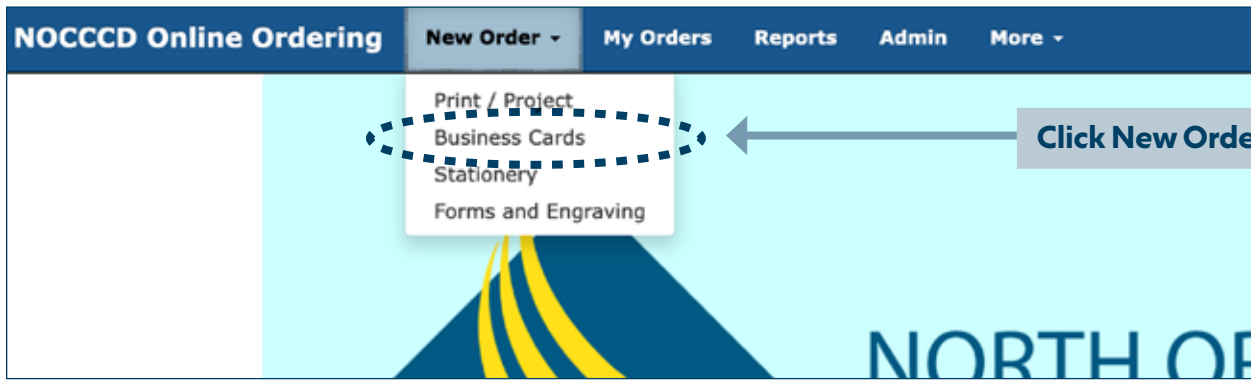 NOCCCD Online Ordering New Order My Orders Reports Admin More
Print / Project
Business Cards
Click New Orde
Stationery
Forms and Engraving
NORTH